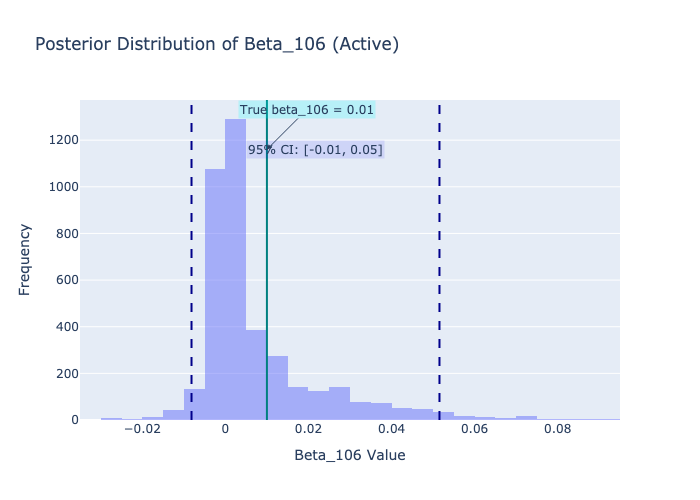 Posterior Distribution of Beta_106 (Active)
True beta_106 = 0.01
95% CI: [-0.01, 0.05]
1200
1000
800
600
400
200
0
Frequency
−0.02
0
0.02
0.04
0.06
0.08
Beta_106 Value